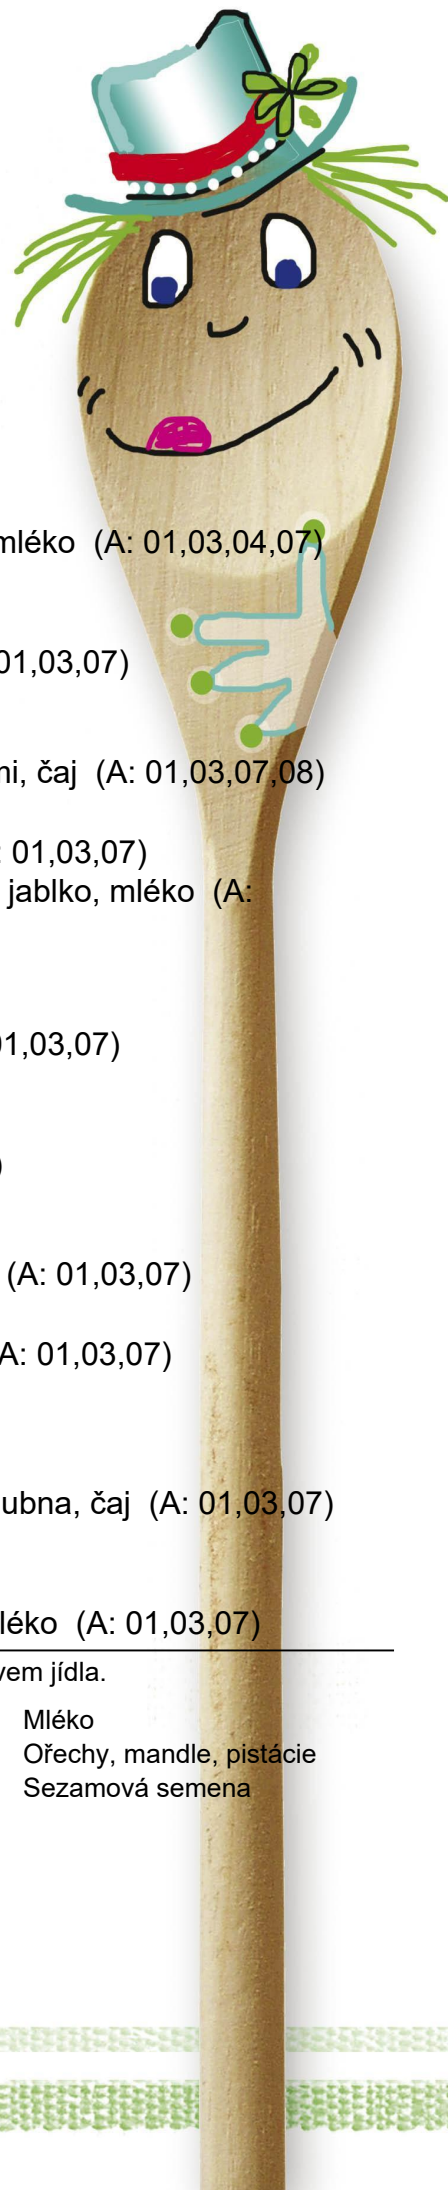 mléko (A: 01,03,04,07)
01,03,07)
mi, čaj (A: 01,03,07,08)
: 01,03,07)
jablko, mléko (A:
01,03,07)
)
(A: 01,03,07)
A: 01,03,07)
ubna, čaj (A: 01,03,07)
léko (A: 01,03,07)
vem jídla.
Mléko
Ořechy, mandle, pistácie
Sezamová semena